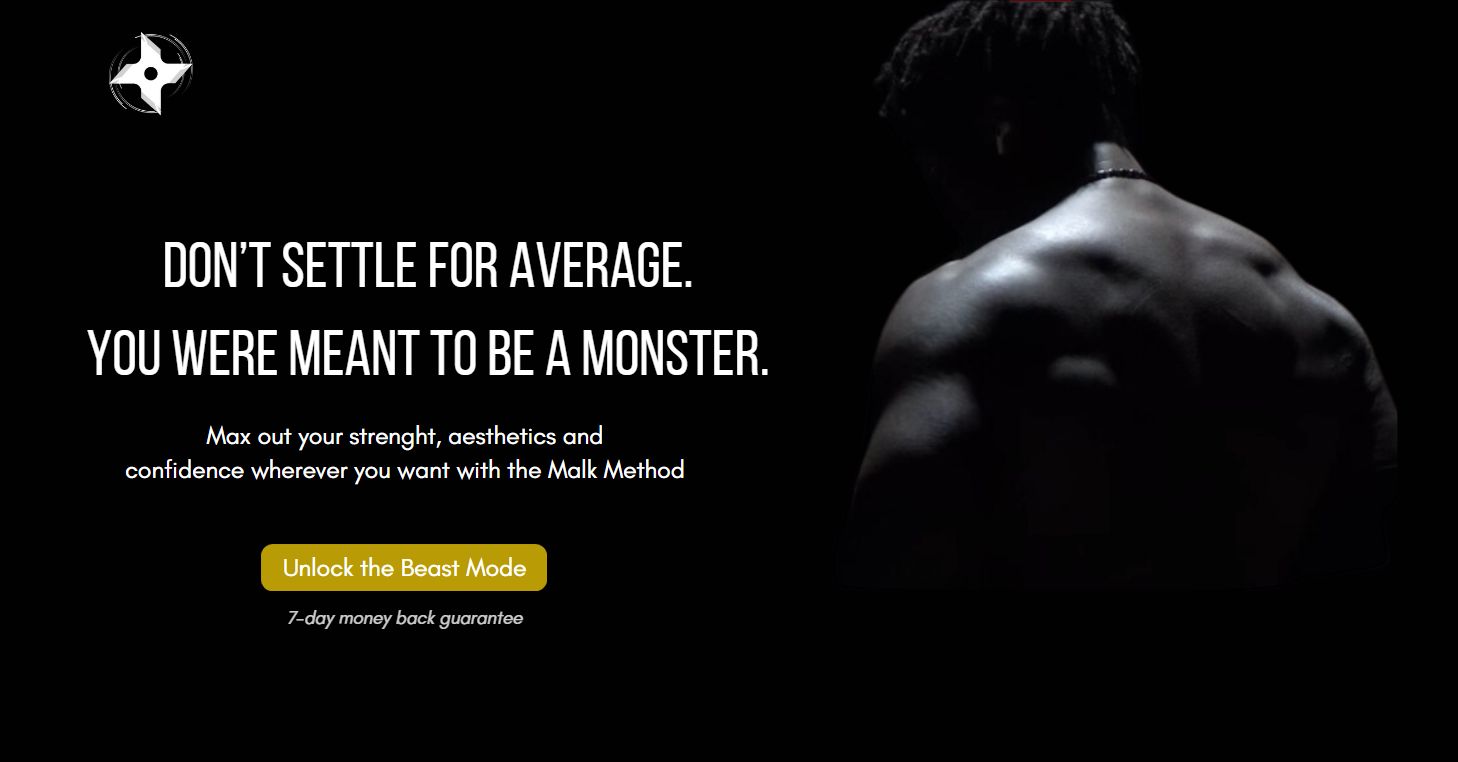 DON'T SETTLE FOR AVERAGE.
YOU WERE MEANT TO BE A MONSTER.
Max out your strenght, aesthetics and
confidence wherever you want with the Malk Method
Unlock the Beast Mode
7-day money back guarantee